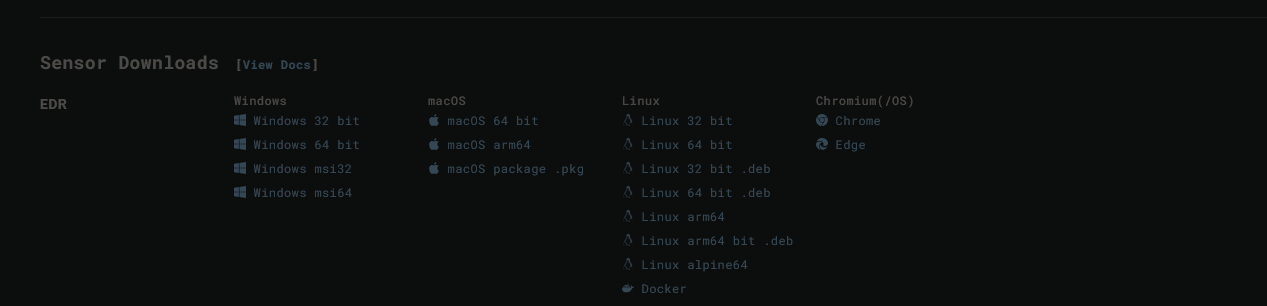 Sensor Downloads [View Docs]
EDR
Windows
Windows 32 bit
Windows 64 bit
Windows msi32
Windows msi64
macOS
macOS 64 bit
macOS arm64
macOS package .pkg
Linux
Linux 32 bit
Linux 64 bit
Linux 32 bit .deb
Linux 64 bit .deb
Linux arm64
Linux arm64 bit .deb
Linux alpine64
Docker
Chromium(/OS)
Chrome
Edge